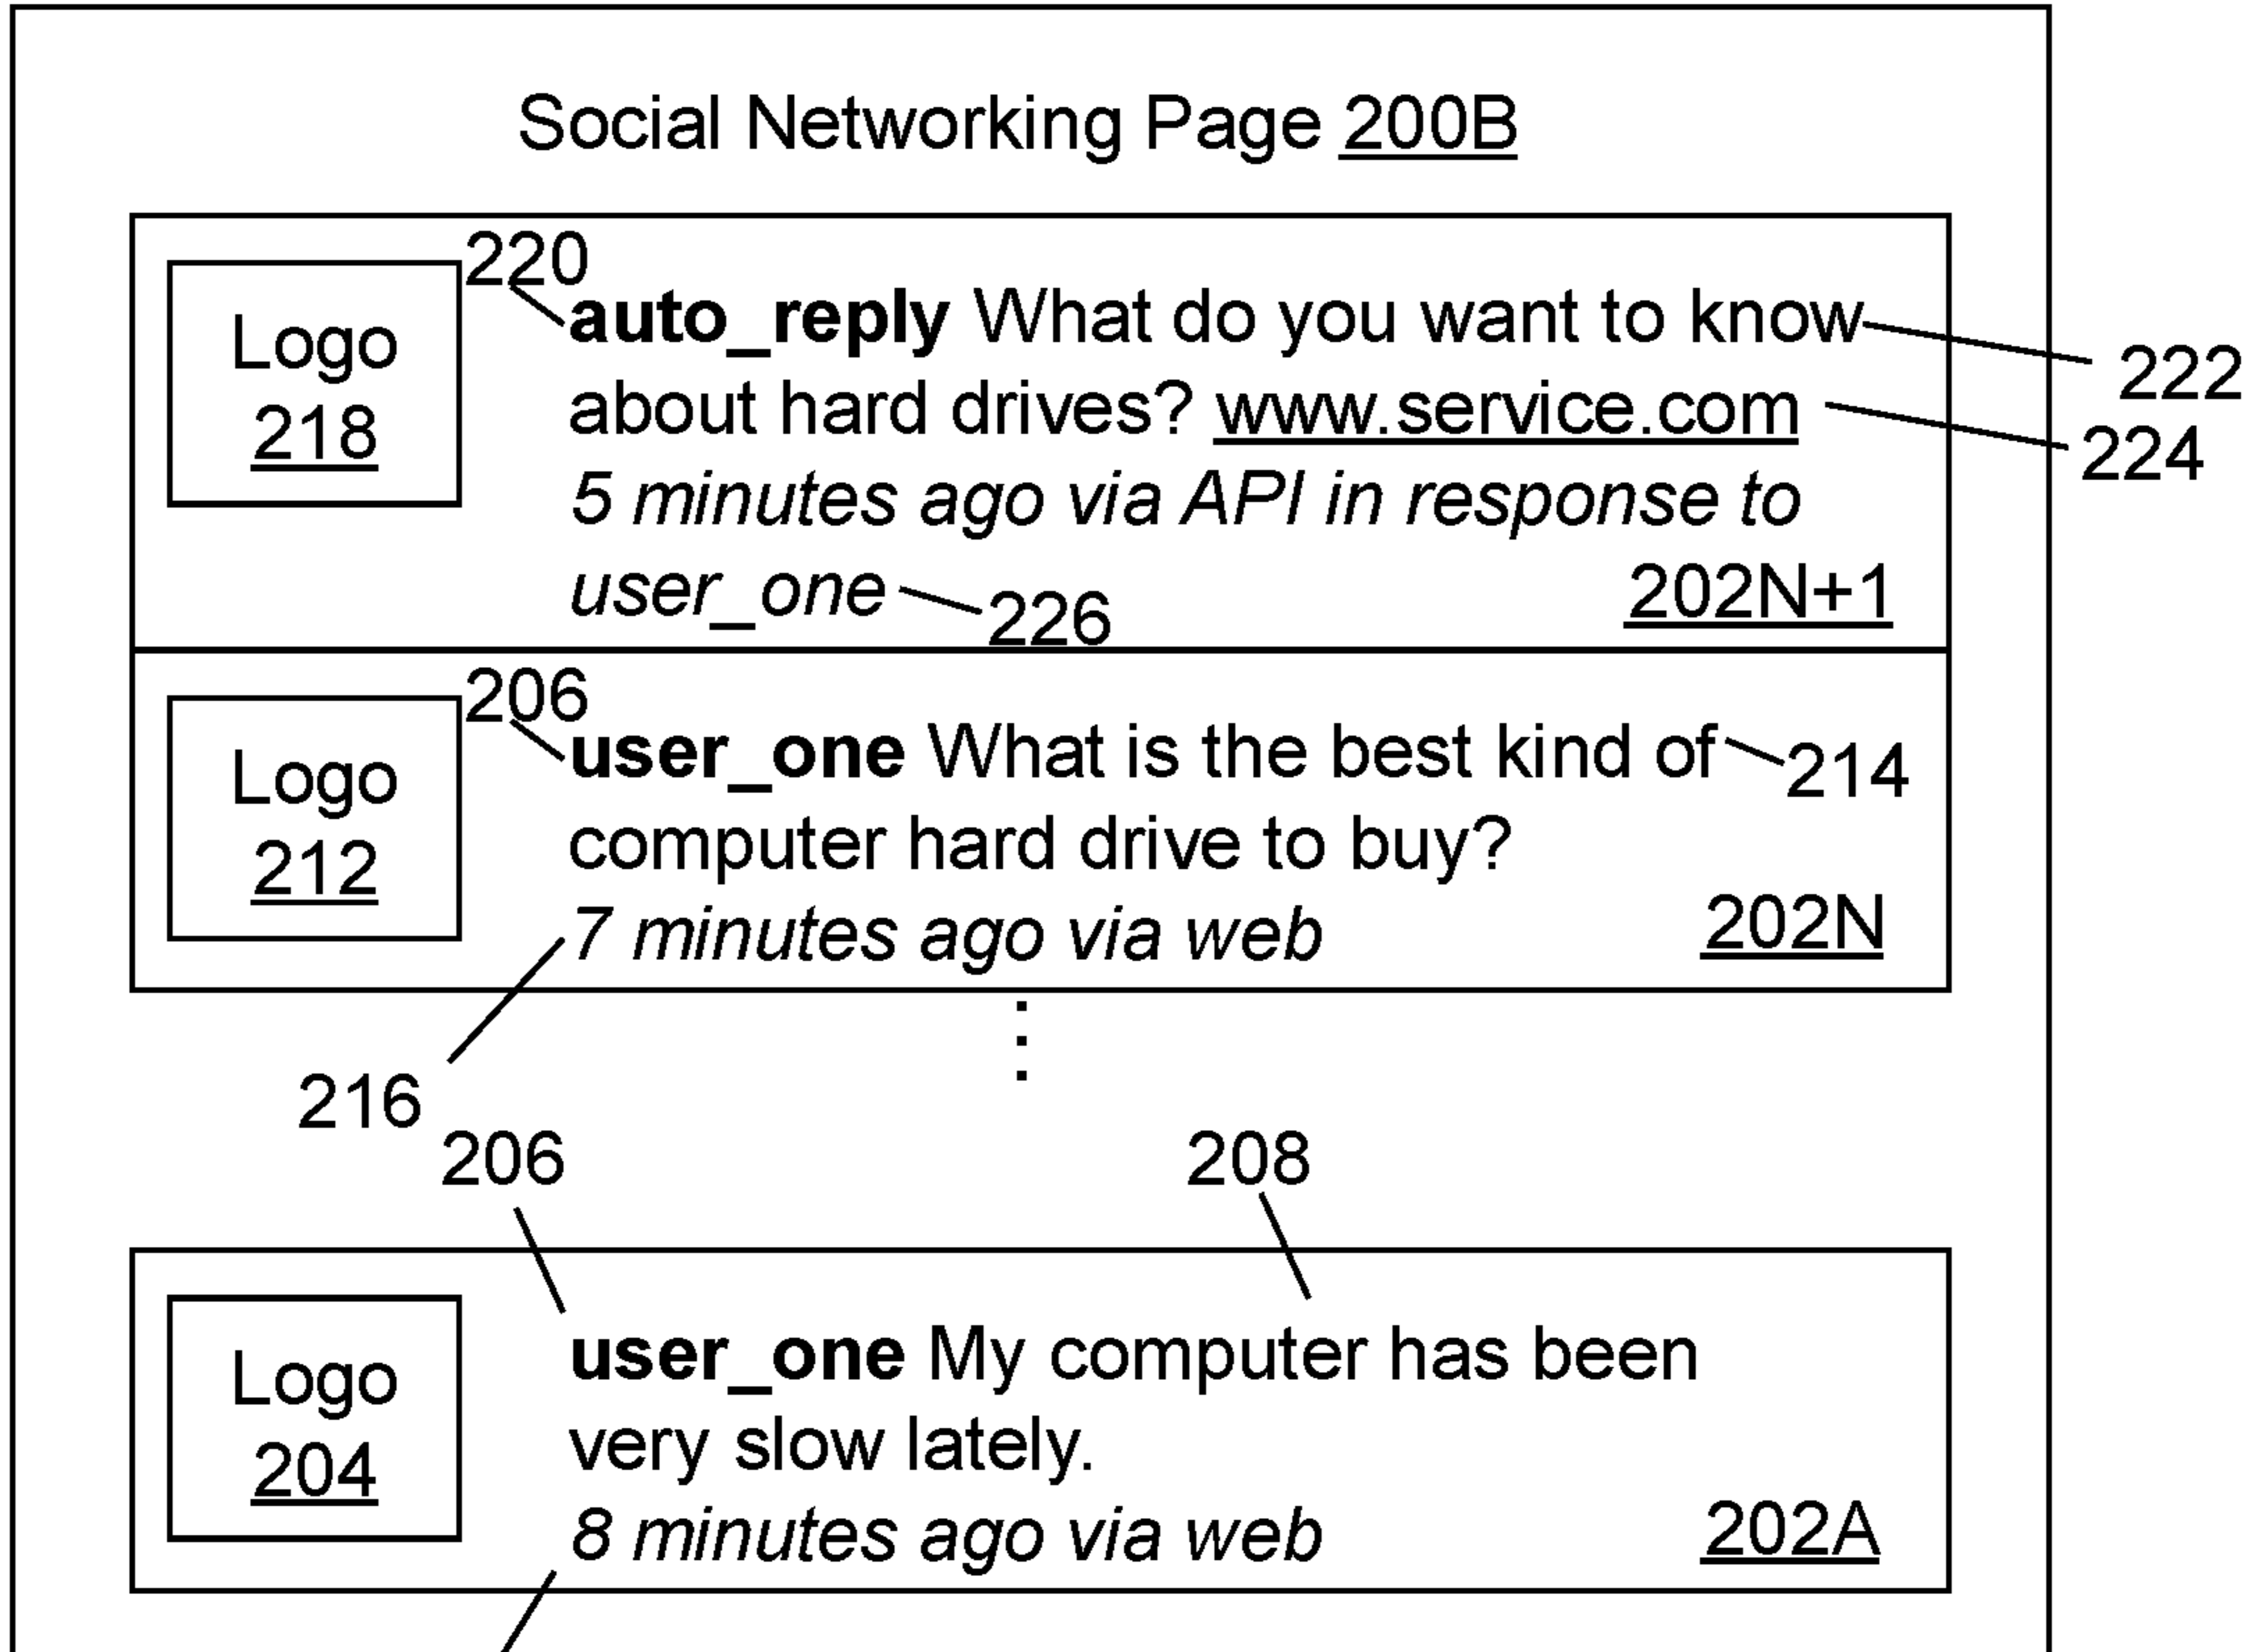 Social Networking Page 200B
220
Logo
218
auto_reply What do you want to know
222
about hard drives? www.service.com
224
5 minutes ago via API in response to
user_one
226
202N+1
206
Logo
212
user_one What is the best kind of
214
computer hard drive to buy?
7 minutes ago via web
202N
216
206
208
Logo
204
user_one My computer has been
very slow lately.
8 minutes ago via web
202A